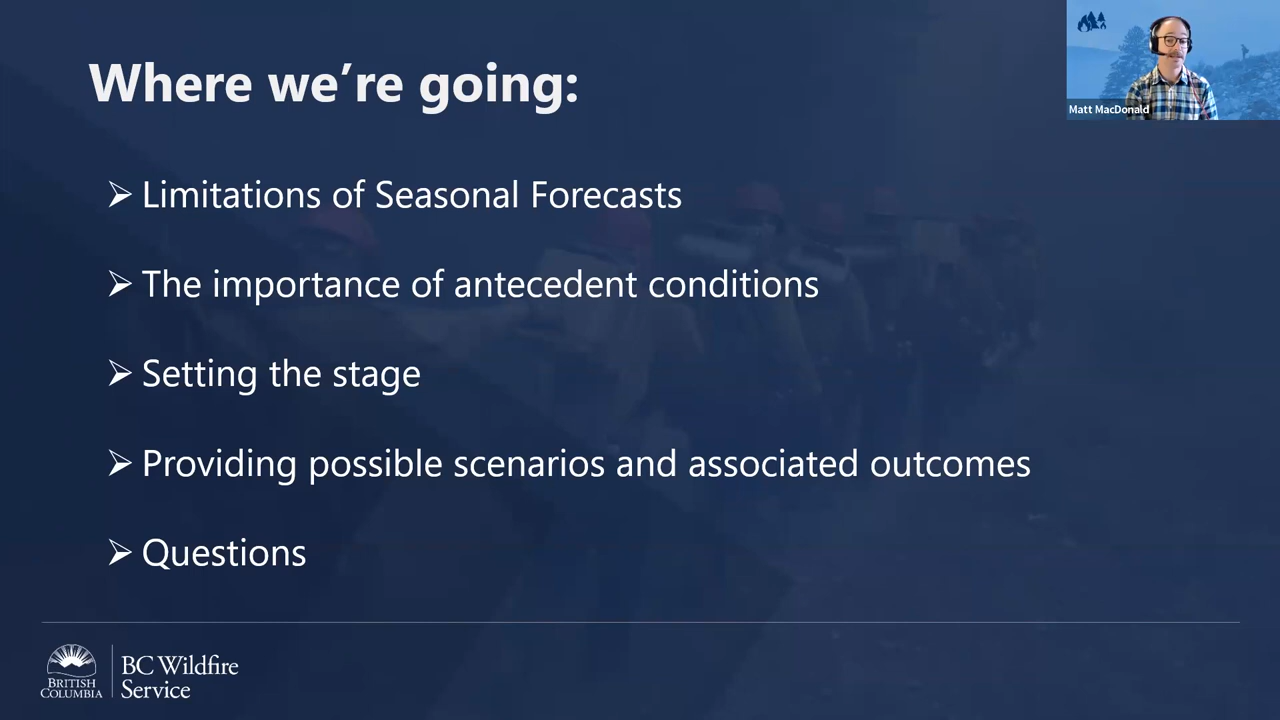 Where we’re going:
Matt MacDonald
➢ Limitations of Seasonal Forecasts
➢ The importance of antecedent conditions
➢ Setting the stage
➢ Providing possible scenarios and associated outcomes
➢ Questions
BRITISH
COLUMBIA
BC Wildfire
Service